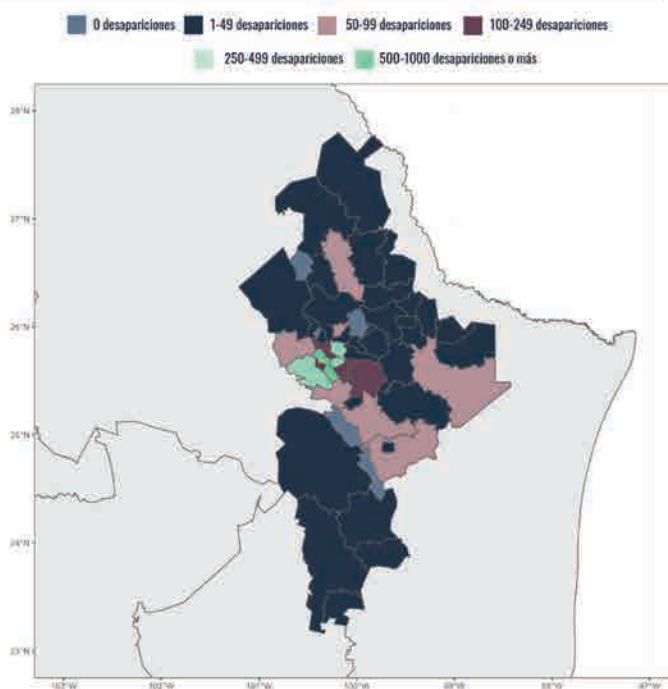 0 desapariciones 1-49 desapariciones 50-99 desapariciones 100-249 desapariciones
250-499 desapariciones 500-1000 desapariciones o más
27°N
26°N
25°N
24°N
100°W